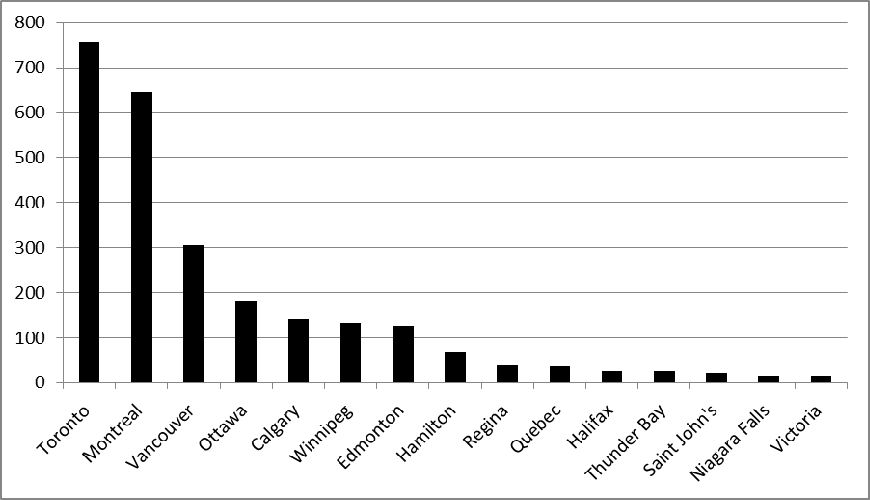 800
700
600
500
400
300
200
100
0
Toronto
Montreal
Vancouver
Ottawa
Calgary
Winnipeg
Edmonton
Hamilton
Regina
Quebec
Halifax
Thunder Bay
Saint John's
Niagara Falls
Victoria